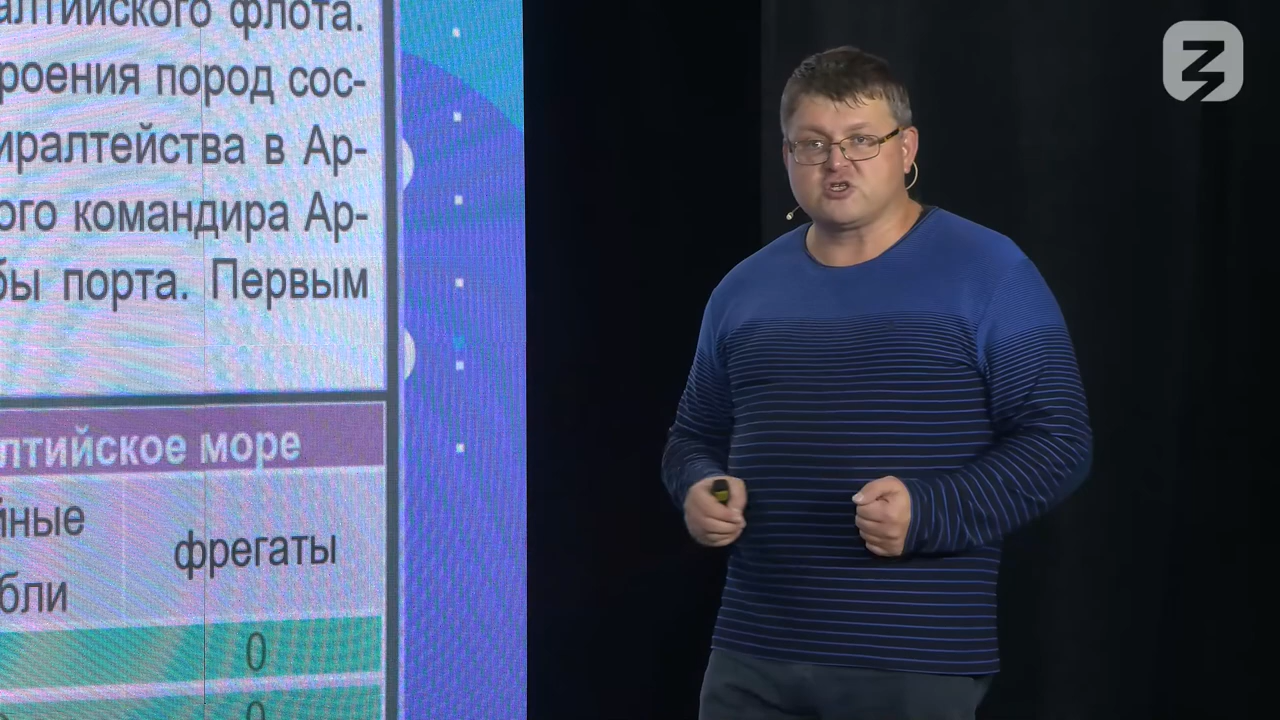 алтийского флота.
роения пород сос-
иралтейства в Ар-
ого командира Ар-
бы порта. Первым
лтийское море
йные
фрегаты
бли
0
0